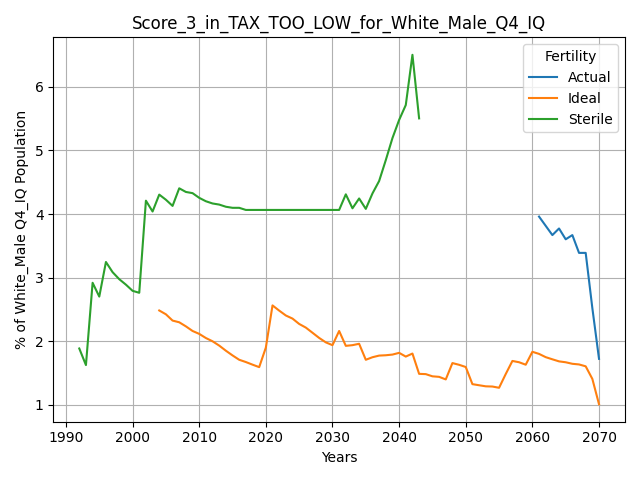 Score_3_in_TAX_TOO_LOW_for_White_Male_Q4_IQ
Fertility
Actual
Ideal
Sterile
% of White_Male Q4_IQ Population
6
5
4
3
2
1
1990 2000 2010 2020 2030 2040 2050 2060 2070
Years